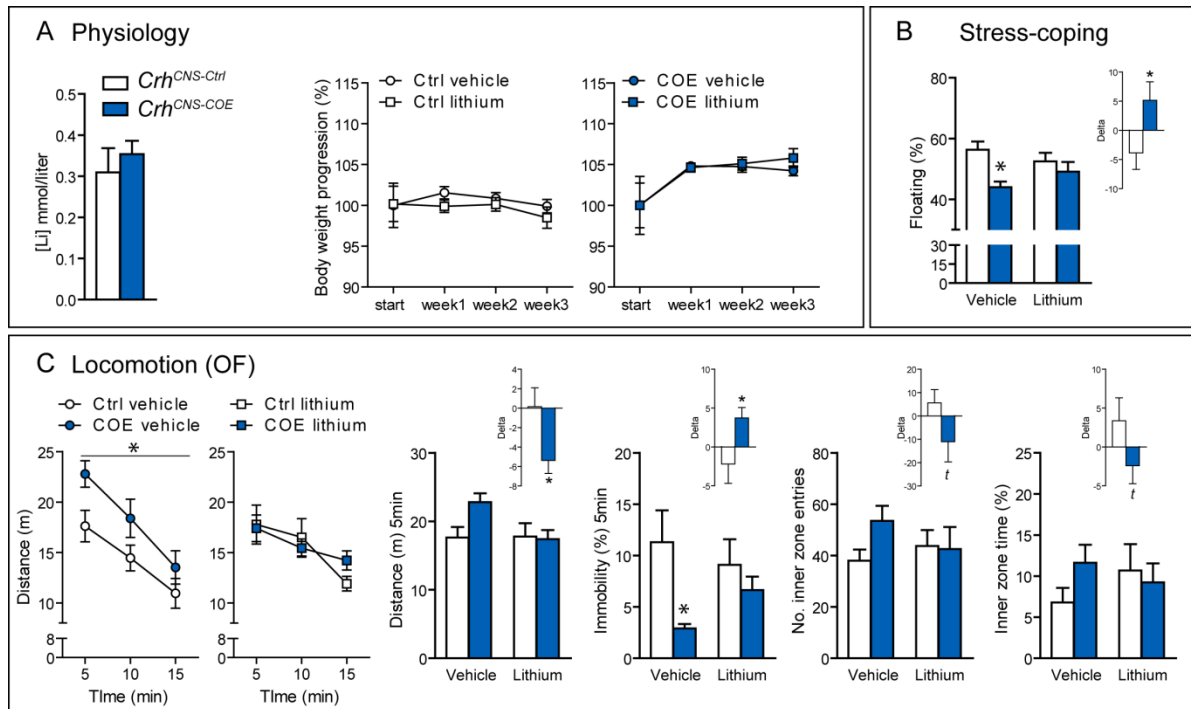 A Physiology
Crh^CNS-Ctrl
Crh^CNS-COE
[Li] mmol/liter
0.5
0.4
0.3
0.2
0.1
0.0
Ctrl vehicle
Ctrl lithium
Body weight progression (%)
115
110
105
100
95
90
start week1 week2 week3
COE vehicle
COE lithium
115
110
105
100
95
90
start week1 week2 week3
B Stress-coping
Floating (%)
80
60
40
30
15
0
*
Vehicle Lithium
Delta
10
5
0
-5
-10
*
C Locomotion (OF)
Ctrl vehicle
COE vehicle
Ctrl lithium
COE lithium
Distance (m)
25
20
15
10
8
0
*
5 10 15
TIme (min)
25
20
15
10
8
0
5 10 15
TIme (min)
Distance (m) 5min
30
20
10
0
Vehicle Lithium
Delta
4
2
0
-2
-4
-6
-8
*
Immobility (%) 5min
20
15
10
5
0
*
Vehicle Lithium
Delta
10
5
0
-5
*
No. inner zone entries
80
60
40
20
0
Vehicle Lithium
Delta
20
10
0
-10
-20
-30
t
Inner zone time (%)
20
15
10
5
0
Vehicle Lithium
Delta
10
5
0
-5
t